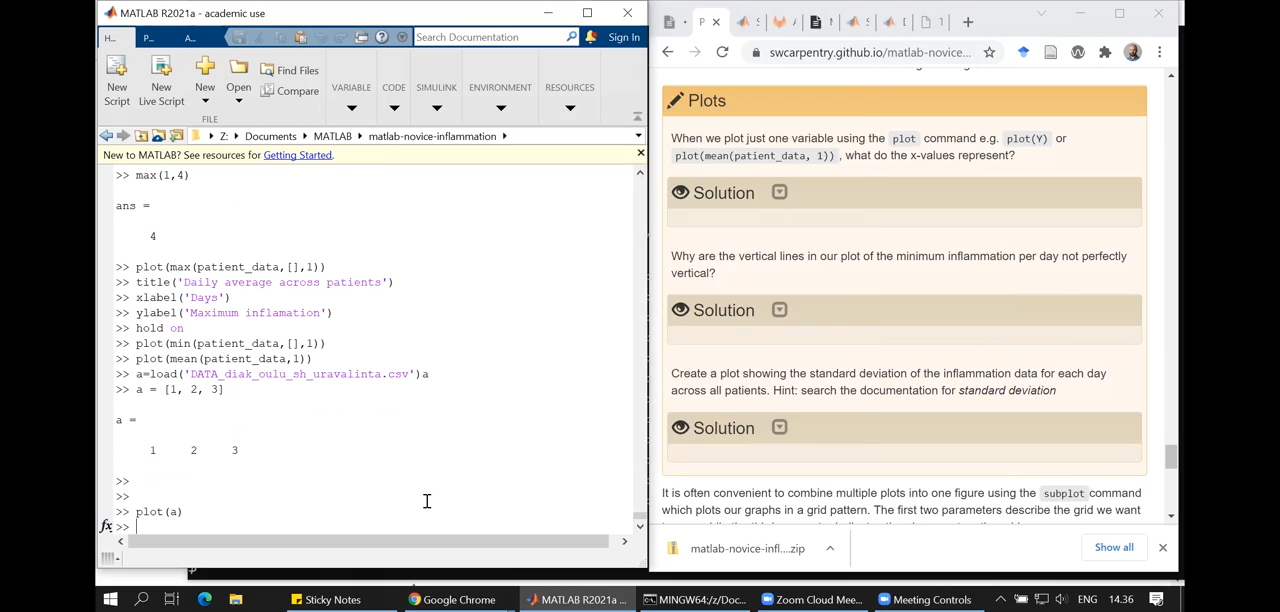 MATLAB R2021a - academic use
H... P... A...
Search Documentation
Sign In
New Script
New Live Script
New
Open
Find Files
Compare
VARIABLE
CODE
SIMULINK
ENVIRONMENT
RESOURCES
FILE
Z: Documents MATLAB matlab-novice-inflammation
New to MATLAB? See resources for Getting Started.
>> max(1,4)
ans =
4
>> plot(max(patient_data,[],1))
>> title('Daily average across patients')
>> xlabel('Days')
>> ylabel('Maximum inflamation')
>> hold on
>> plot(min(patient_data,[],1))
>> plot(mean(patient_data,1))
>> a=load('DATA_diak_oulu_sh_uravalinta.csv')a
>> a = [1, 2, 3]
a =
1 2 3
>>
>>
>> plot(a)
fx >>
swcarpentry.github.io/matlab-novice...
Plots
When we plot just one variable using the plot command e.g. plot(Y) or
plot(mean(patient_data, 1)), what do the x-values represent?
Solution
Why are the vertical lines in our plot of the minimum inflammation per day not perfectly
vertical?
Solution
Create a plot showing the standard deviation of the inflammation data for each day
across all patients. Hint: search the documentation for standard deviation
Solution
It is often convenient to combine multiple plots into one figure using the subplot command
which plots our graphs in a grid pattern. The first two parameters describe the grid we want
matlab-novice-infl....zip
Show all
Sticky Notes
Google Chrome
MATLAB R2021a ...
MINGW64:/z/Doc...
Zoom Cloud Mee...
Meeting Controls
ENG
14.36